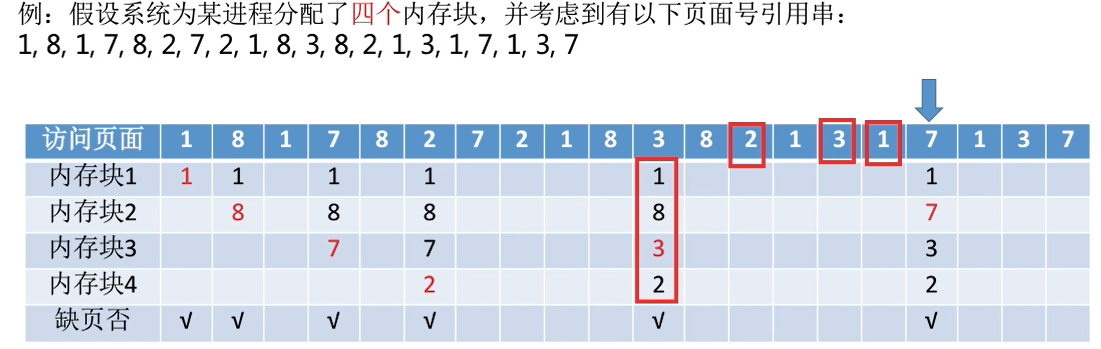 例：假设系统为某进程分配了四个内存块，并考虑到有以下页面号引用串：
1, 8, 1, 7, 8, 2, 7, 2, 1, 8, 3, 8, 2, 1, 3, 1, 7, 1, 3, 7
访问页面 1 8 1 7 8 2 7 2 1 8 3 8 2 1 3 1 7 1 3 7
内存块1 1 1 1 1 1 1
内存块2 8 8 8 8 7
内存块3 7 7 3 3
内存块4 2 2 2
缺页否 √ √ √ √ √ √